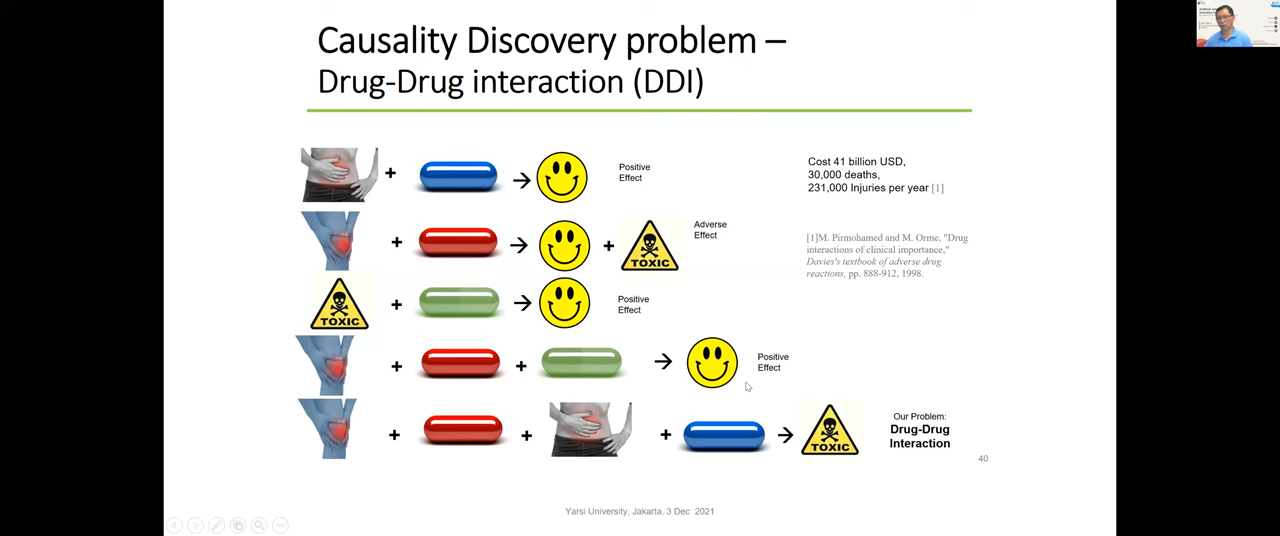 Causality Discovery problem –
Drug-Drug interaction (DDI)
+
→
Positive
Effect
Cost 41 billion USD,
30,000 deaths,
231,000 Injuries per year [1]
+
→
+
TOXIC
Adverse
Effect
[1]M. Pirmohamed and M. Orme, "Drug
interactions of clinical importance,"
Davies's textbook of adverse drug
reactions, pp. 888-912, 1998.
TOXIC
+
→
Positive
Effect
+
+
→
Positive
Effect
+
+
+
→
TOXIC
Our Problem:
Drug-Drug
Interaction
40
Yarsi University, Jakarta, 3 Dec 2021